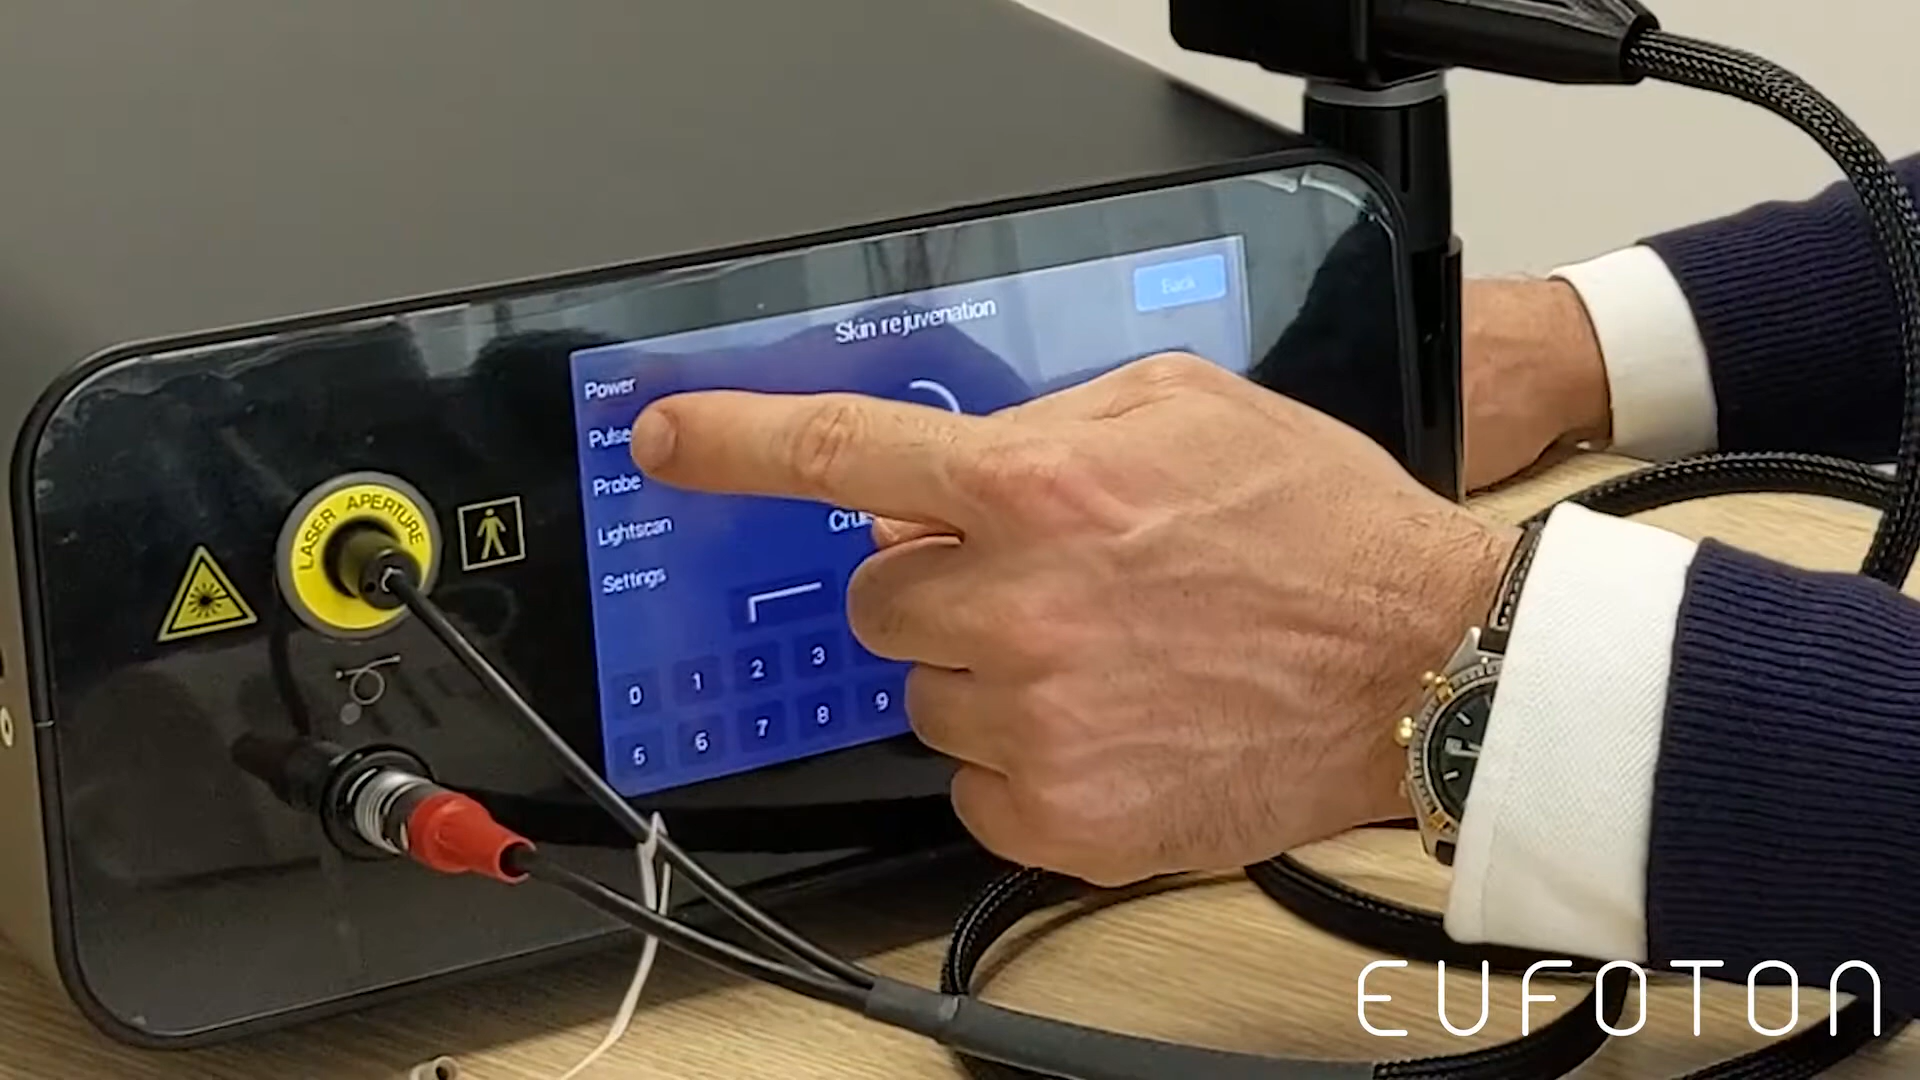 Back
Skin rejuvenation
Power
Pulse
Probe
Lightscan
Settings
0 1 2 3
5 6 7 8 9
LASER APERTURE
EUFOTON